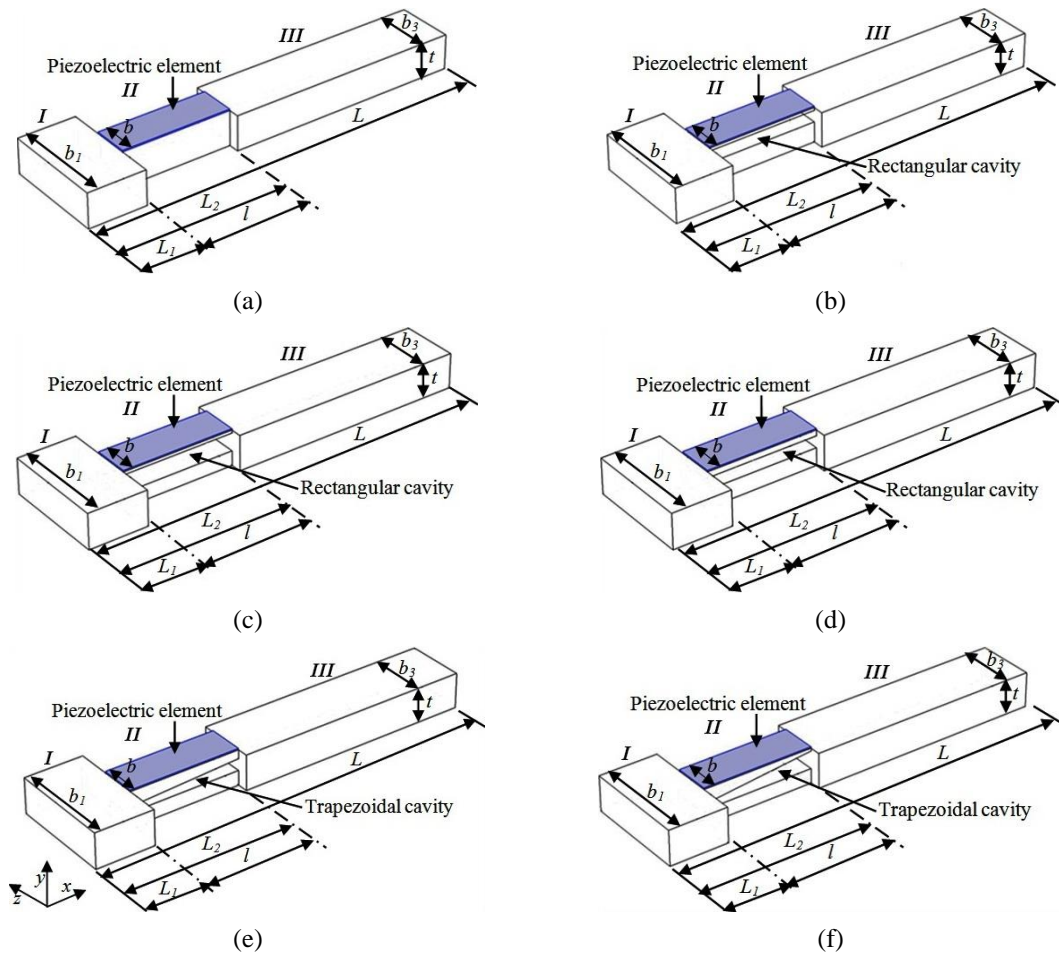 III
b3
t
Piezoelectric element
II
I
b
b1
L
L2
l
L1
(a)
III
b3
t
Piezoelectric element
II
I
b
b1
L
Rectangular cavity
L2
l
L1
(b)
III
b3
t
Piezoelectric element
II
I
b
b1
L
Rectangular cavity
L2
l
L1
(c)
III
b3
t
Piezoelectric element
II
I
b
b1
L
Rectangular cavity
L2
l
L1
(d)
III
b3
t
Piezoelectric element
II
I
b
b1
L
Trapezoidal cavity
L2
l
L1
y
x
z
(e)
III
b3
t
Piezoelectric element
II
I
b
b1
L
Trapezoidal cavity
L2
l
L1
(f)